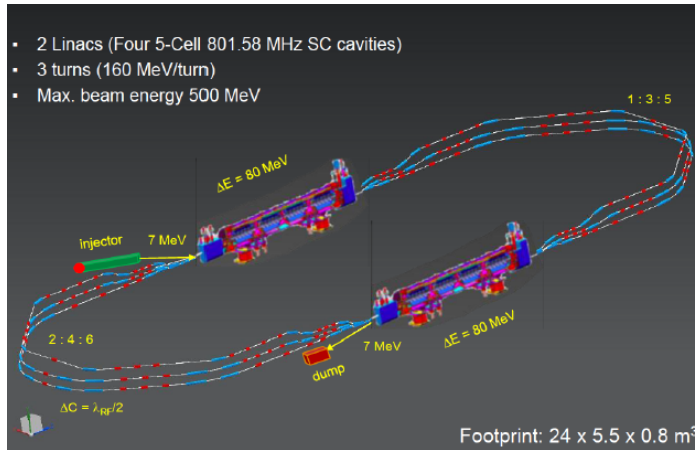 ▪ 2 Linacs (Four 5-Cell 801.58 MHz SC cavities)
▪ 3 turns (160 MeV/turn)
▪ Max. beam energy 500 MeV
1 : 3 : 5
ΔE = 80 MeV
injector
7 MeV
2 : 4 : 6
7 MeV
ΔE = 80 MeV
dump
ΔC = λRF/2
Footprint: 24 x 5.5 x 0.8 m³